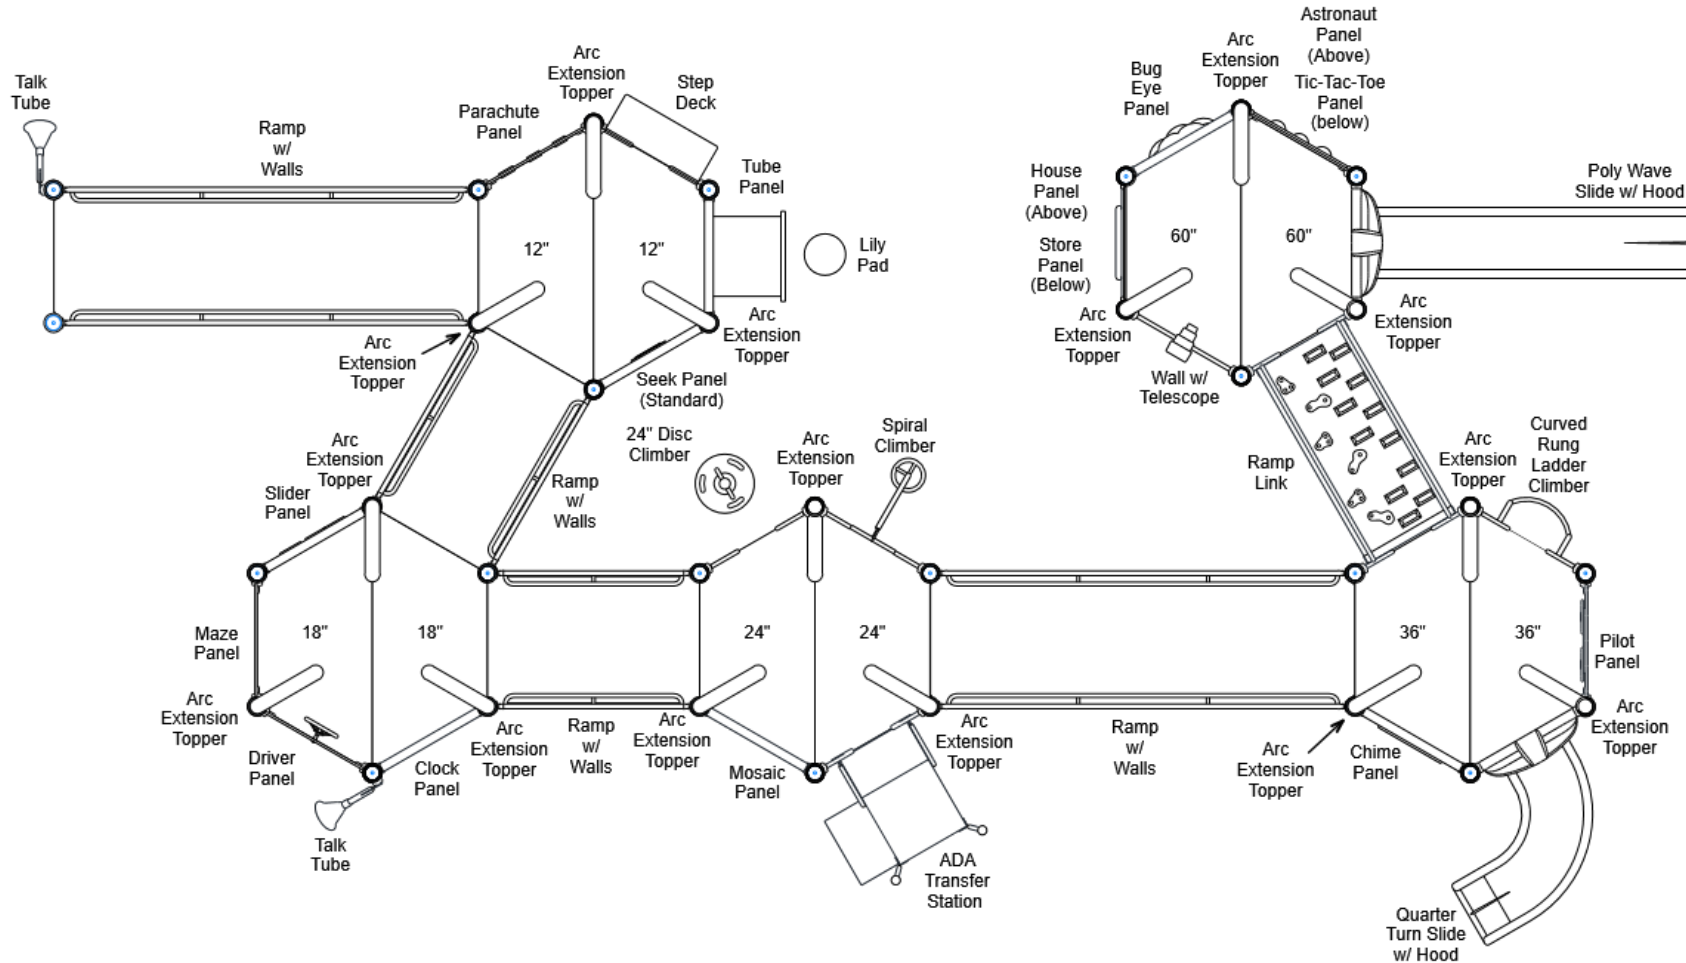 Talk
Tube
Ramp
w/
Walls
Parachute
Panel
Arc
Extension
Topper
Step
Deck
Tube
Panel
12"
12"
Lily
Pad
Arc
Extension
Topper
Arc
Extension
Topper
Seek Panel
(Standard)
Bug
Eye
Panel
Arc
Extension
Topper
Astronaut
Panel
(Above)
Tic-Tac-Toe
Panel
(below)
House
Panel
(Above)
Store
Panel
(Below)
60"
60"
Poly Wave
Slide w/ Hood
Arc
Extension
Topper
Wall w/
Telescope
Arc
Extension
Topper
Arc
Extension
Topper
Slider
Panel
Ramp
w/
Walls
24" Disc
Climber
Arc
Extension
Topper
Spiral
Climber
Ramp
Link
Arc
Extension
Topper
Curved
Rung
Ladder
Climber
Maze
Panel
18"
18"
24"
24"
36"
36"
Pilot
Panel
Arc
Extension
Topper
Driver
Panel
Clock
Panel
Arc
Extension
Topper
Ramp
w/
Walls
Arc
Extension
Topper
Mosaic
Panel
Arc
Extension
Topper
Ramp
w/
Walls
Arc
Extension
Topper
Chime
Panel
Arc
Extension
Topper
Talk
Tube
ADA
Transfer
Station
Quarter
Turn Slide
w/ Hood